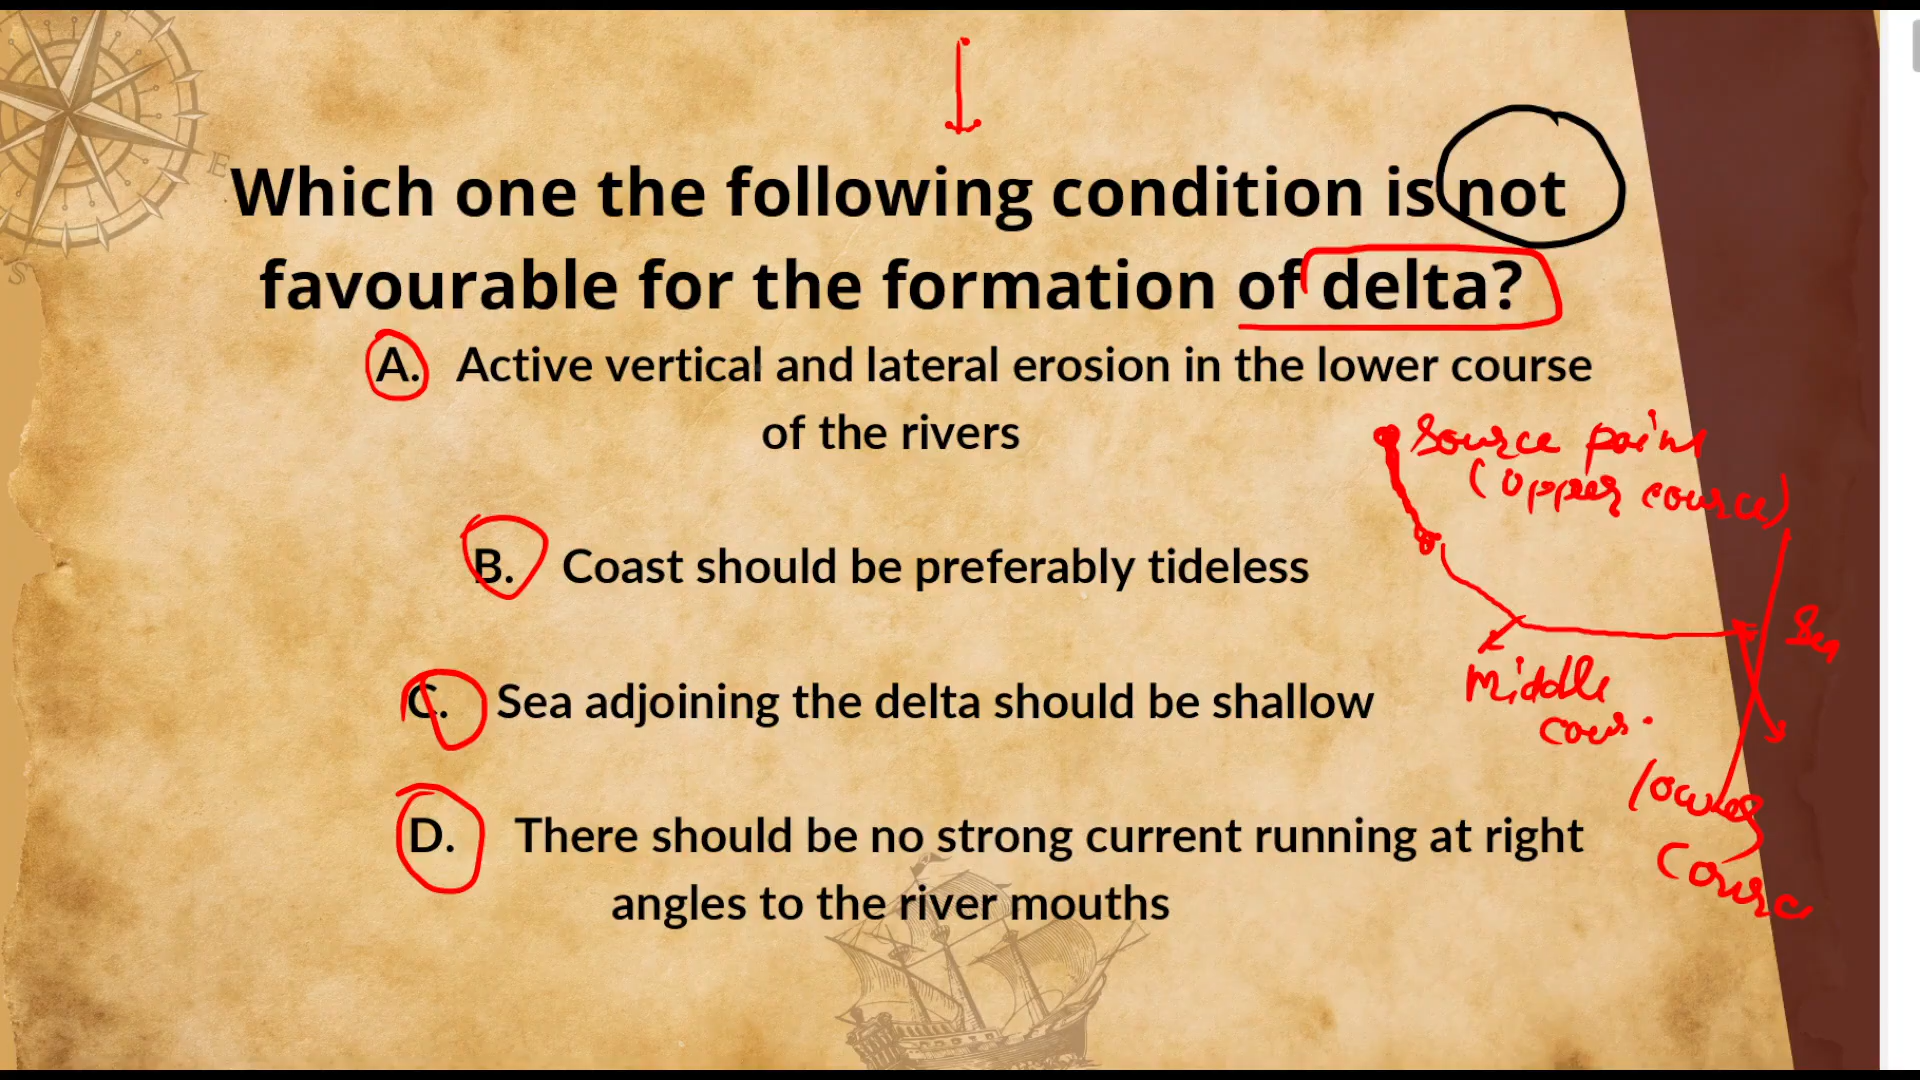 Which one the following condition is not
favourable for the formation of delta?
A. Active vertical and lateral erosion in the lower course
of the rivers
Source point
(Upper cource)
B. Coast should be preferably tideless
Middle
cour.
C. Sea adjoining the delta should be shallow
lower
Course
D. There should be no strong current running at right
angles to the river mouths
E
S